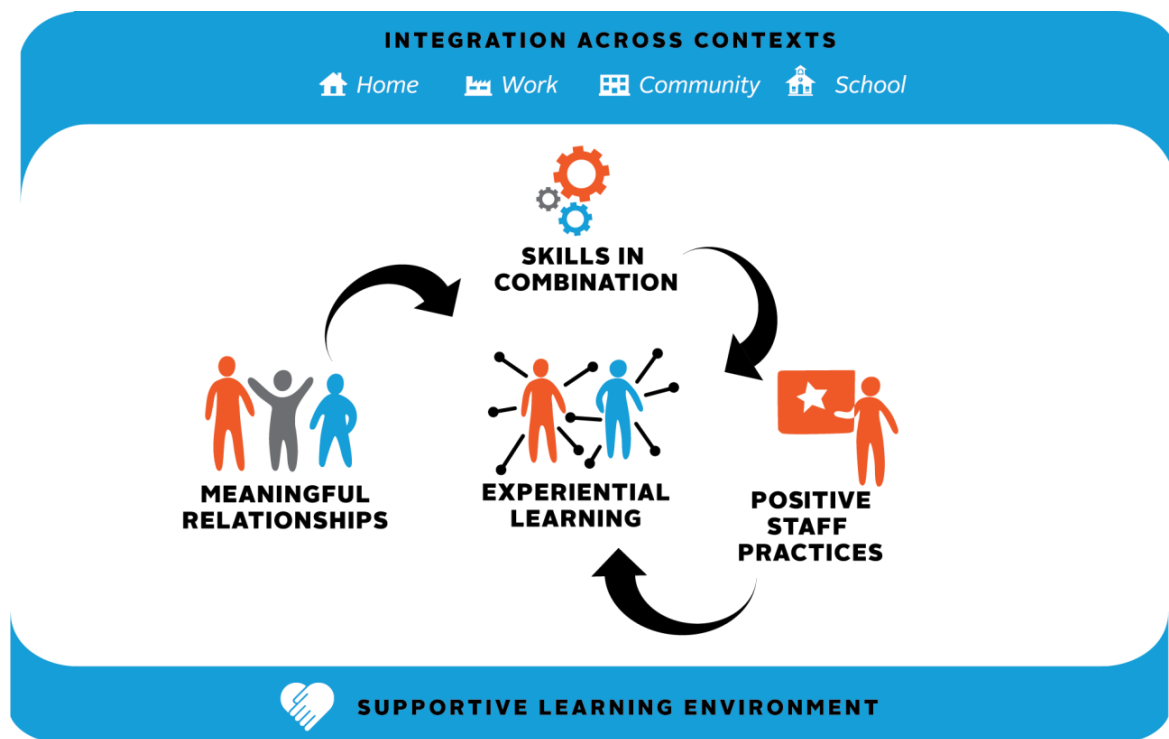 INTEGRATION ACROSS CONTEXTS
Home Work Community School
SKILLS IN
COMBINATION
MEANINGFUL
RELATIONSHIPS
EXPERIENTIAL
LEARNING
POSITIVE
STAFF
PRACTICES
SUPPORTIVE LEARNING ENVIRONMENT